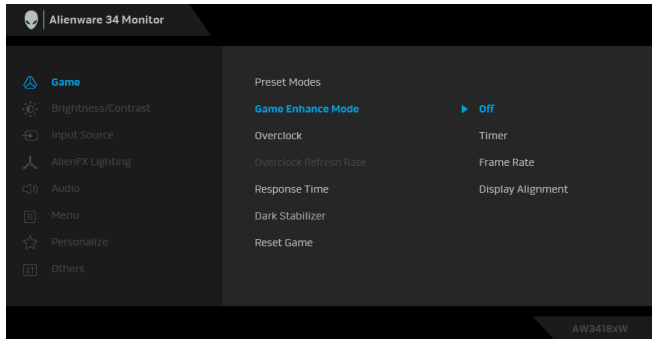 Alienware 34 Monitor
Game
Preset Modes
Brightness/Contrast
Game Enhance Mode
Off
Input Source
Overclock
Timer
AlienFX Lighting
Overclock Refresh Rate
Frame Rate
Audio
Response Time
Display Alignment
Menu
Dark Stabilizer
Personalize
Reset Game
Others
AW3418xW